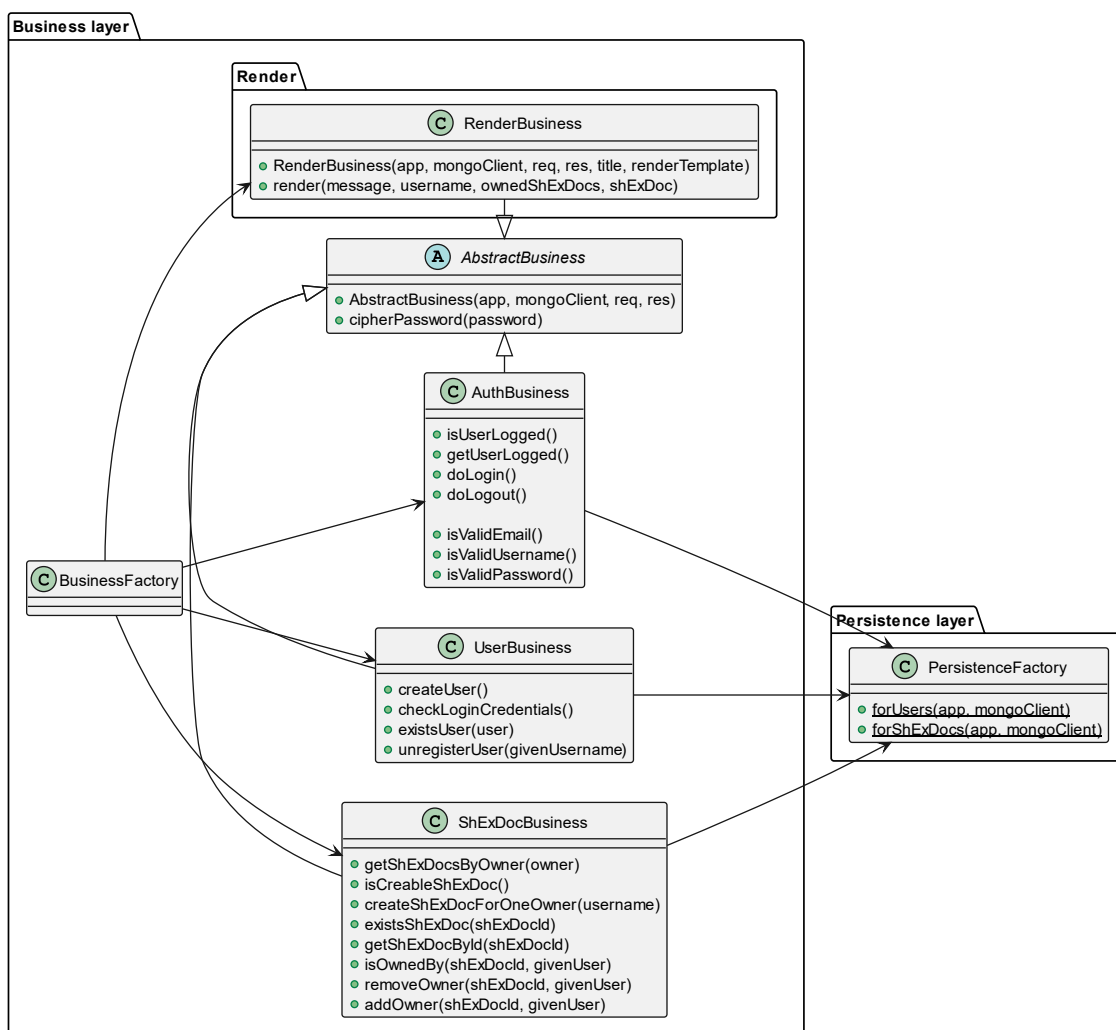 Business layer
Render
C RenderBusiness
RenderBusiness(app, mongoClient, req, res, title, renderTemplate)
render(message, username, ownedShExDocs, shExDoc)
A AbstractBusiness
AbstractBusiness(app, mongoClient, req, res)
cipherPassword(password)
C AuthBusiness
isUserLogged()
getUserLogged()
doLogin()
doLogout()
isValidEmail()
isValidUsername()
isValidPassword()
C BusinessFactory
C UserBusiness
createUser()
checkLoginCredentials()
existsUser(user)
unregisterUser(givenUsername)
Persistence layer
C PersistenceFactory
forUsers(app, mongoClient)
forShExDocs(app, mongoClient)
C ShExDocBusiness
getShExDocsByOwner(owner)
isCreableShExDoc()
createShExDocForOneOwner(username)
existsShExDoc(shExDocId)
getShExDocById(shExDocId)
isOwnedBy(shExDocId, givenUser)
removeOwner(shExDocId, givenUser)
addOwner(shExDocId, givenUser)